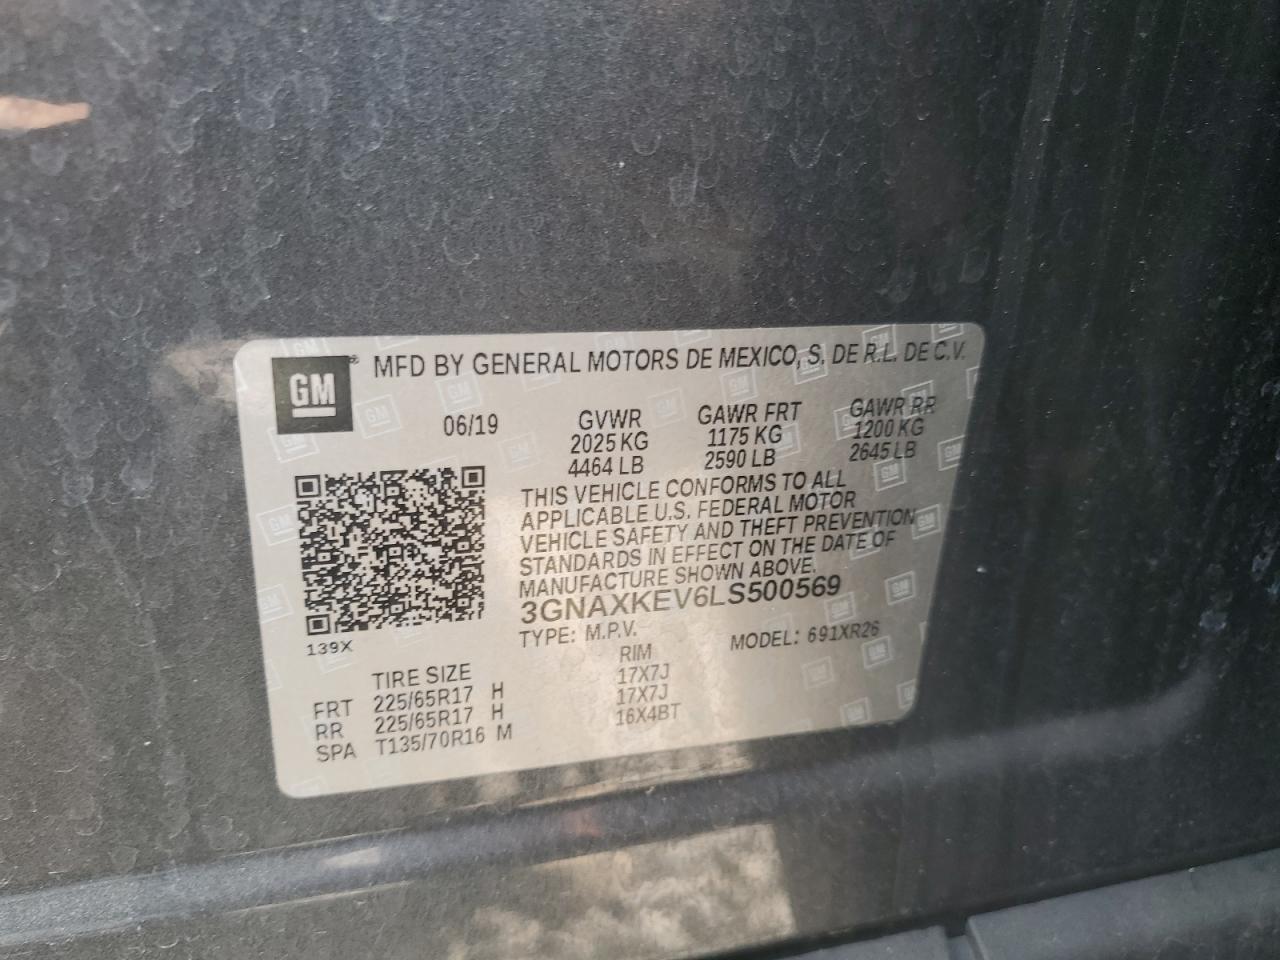 GM
MFD BY GENERAL MOTORS DE MEXICO, S. DE R.L. DE C.V.
06/19 GVWR GAWR FRT GAWR RR
2025 KG 1175 KG 1200 KG
4464 LB 2590 LB 2645 LB
THIS VEHICLE CONFORMS TO ALL
APPLICABLE U.S. FEDERAL MOTOR
VEHICLE SAFETY AND THEFT PREVENTION
STANDARDS IN EFFECT ON THE DATE OF
MANUFACTURE SHOWN ABOVE.
3GNAXKEV6LS500569
139X
TYPE: M.P.V. MODEL: 691XR26
TIRE SIZE RIM
FRT 225/65R17 H 17X7J
RR 225/65R17 H 17X7J
SPA T135/70R16 M 16X4BT